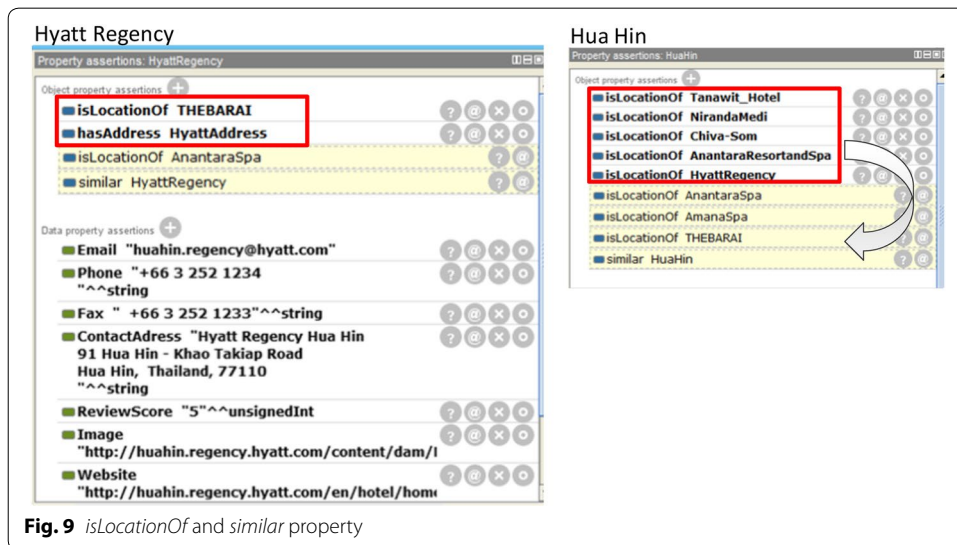 Hyatt Regency
Property assertions: HyattRegency
Object property assertions
isLocationOf THEBARAI
hasAddress HyattAddress
isLocationOf AnantaraSpa
similar HyattRegency
Data property assertions
Email "huahin.regency@hyatt.com"
Phone "+66 3 252 1234
"^^string
Fax " +66 3 252 1233"^^string
ContactAdress "Hyatt Regency Hua Hin
91 Hua Hin - Khao Takiap Road
Hua Hin, Thailand, 77110
"^^string
ReviewScore "5"^^unsignedInt
Image
"http://huahin.regency.hyatt.com/content/dam/
Website
"http://huahin.regency.hyatt.com/en/hotel/home
Hua Hin
Property assertions: HuaHin
Object property assertions
isLocationOf Tanawit_Hotel
isLocationOf NirandaMedi
isLocationOf Chiva-Som
isLocationOf AnantaraResortandSpa
isLocationOf HyattRegency
isLocationOf AnantaraSpa
isLocationOf AmanaSpa
isLocationOf THEBARAI
similar HuaHin
Fig. 9 isLocationOf and similar property